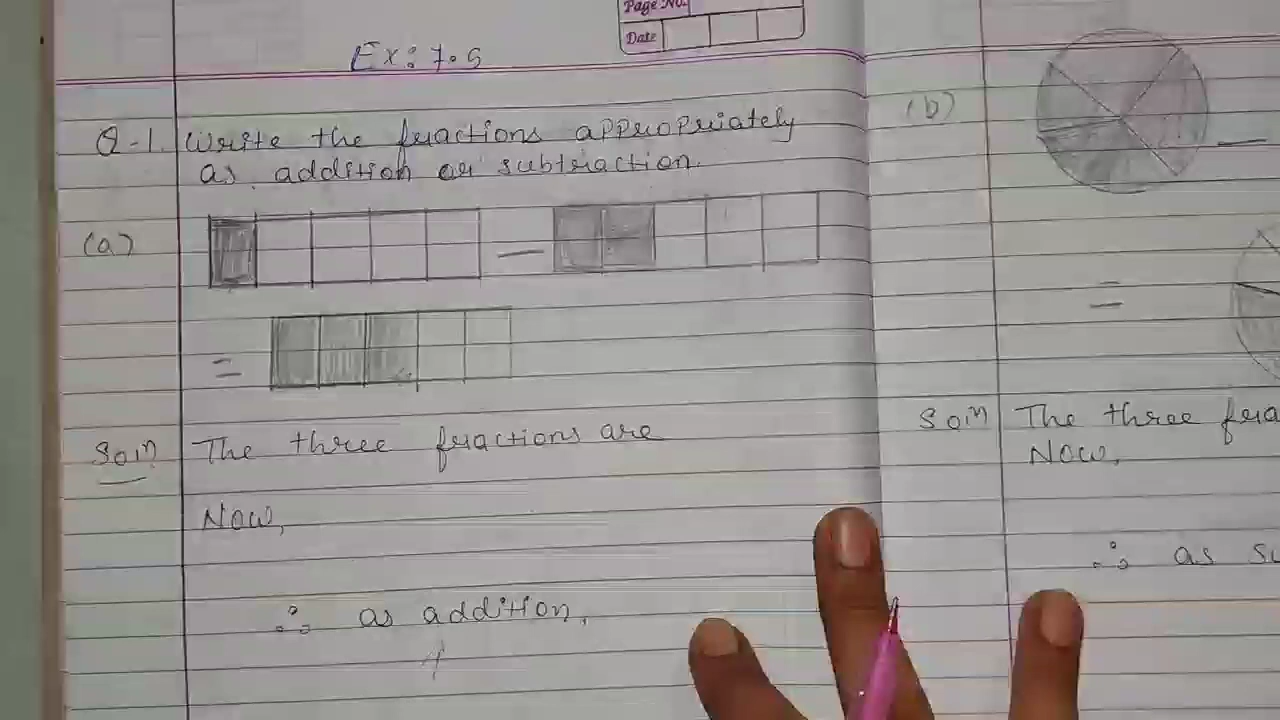 Page No.
Date
Ex: 7.5
Q-1. Write the fractions appropriately
as addition or subtraction.
(a)
–
=
Soln The three fractions are
Now,
∴ as addition,
(b)
–
=
Soln The three fra
Now,
∴ as su